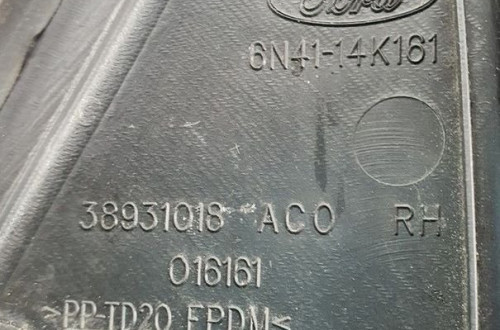 Ford
6N41-14K161
38931018 ACO RH
016161
>PP-TD20 EPDM<